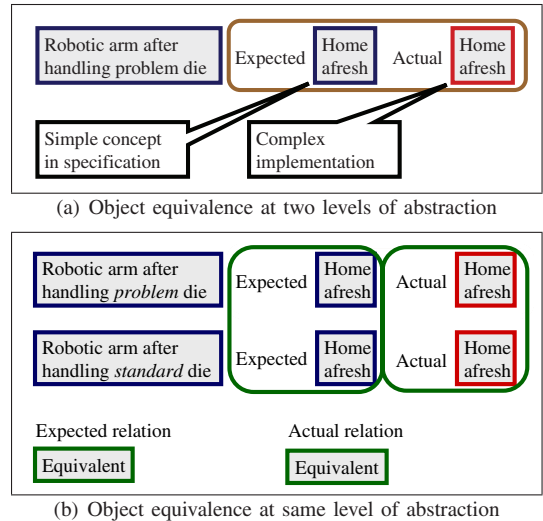 Robotic arm after
handling problem die
Expected
Home
afresh
Actual
Home
afresh
Simple concept
in specification
Complex
implementation
(a) Object equivalence at two levels of abstraction
Robotic arm after
handling problem die
Expected
Home
afresh
Actual
Home
afresh
Robotic arm after
handling standard die
Expected
Home
afresh
Actual
Home
afresh
Expected relation
Equivalent
Actual relation
Equivalent
(b) Object equivalence at same level of abstraction